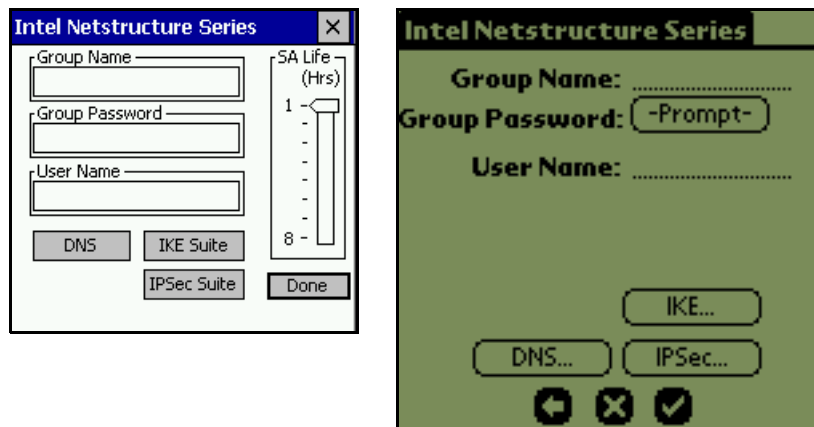 Intel Netstructure Series
Group Name
Group Password
User Name
SA Life
(Hrs)
1
8
DNS
IKE Suite
IPSec Suite
Done
Intel Netstructure Series
Group Name:
Group Password: -Prompt-
User Name:
IKE...
DNS... IPSec...